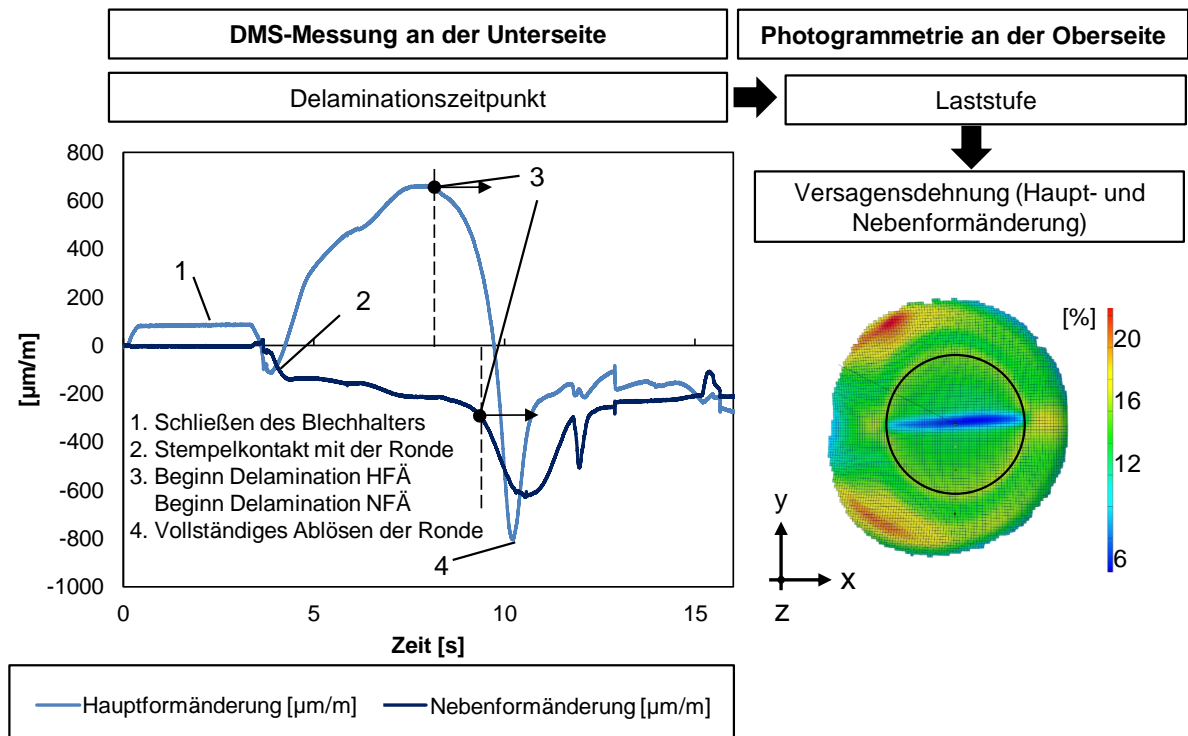 DMS-Messung an der Unterseite
Photogrammetrie an der Oberseite
Delaminationszeitpunkt
Laststufe
Versagensdehnung (Haupt- und
Nebenformänderung)
800
600
400
200
0
-200
-400
-600
-800
-1000
[µm/m]
1
2
3
4
1. Schließen des Blechhalters
2. Stempelkontakt mit der Ronde
3. Beginn Delamination HFÄ
Beginn Delamination NFÄ
4. Vollständiges Ablösen der Ronde
0
5
10
15
Zeit [s]
[%]
20
16
12
6
y
x
z
Hauptformänderung [µm/m]
Nebenformänderung [µm/m]